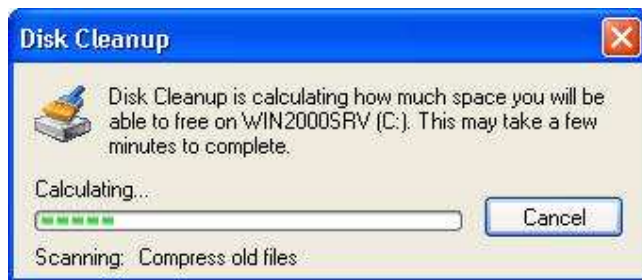 Disk Cleanup
Disk Cleanup is calculating how much space you will be
able to free on WIN2000SRV (C:). This may take a few
minutes to complete.
Calculating...
Cancel
Scanning: Compress old files